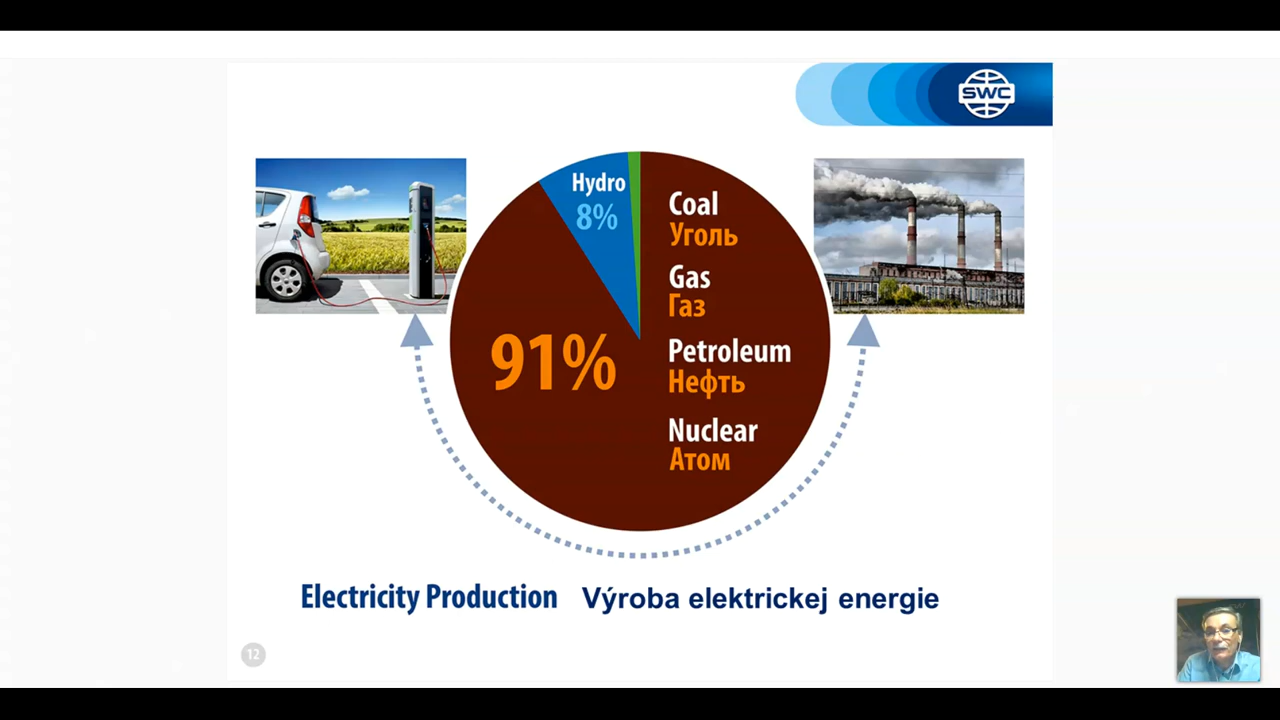 SWC
Hydro
8%
Coal
Уголь
Gas
Газ
91%
Petroleum
Нефть
Nuclear
Атом
Electricity Production Výroba elektrickej energie
12